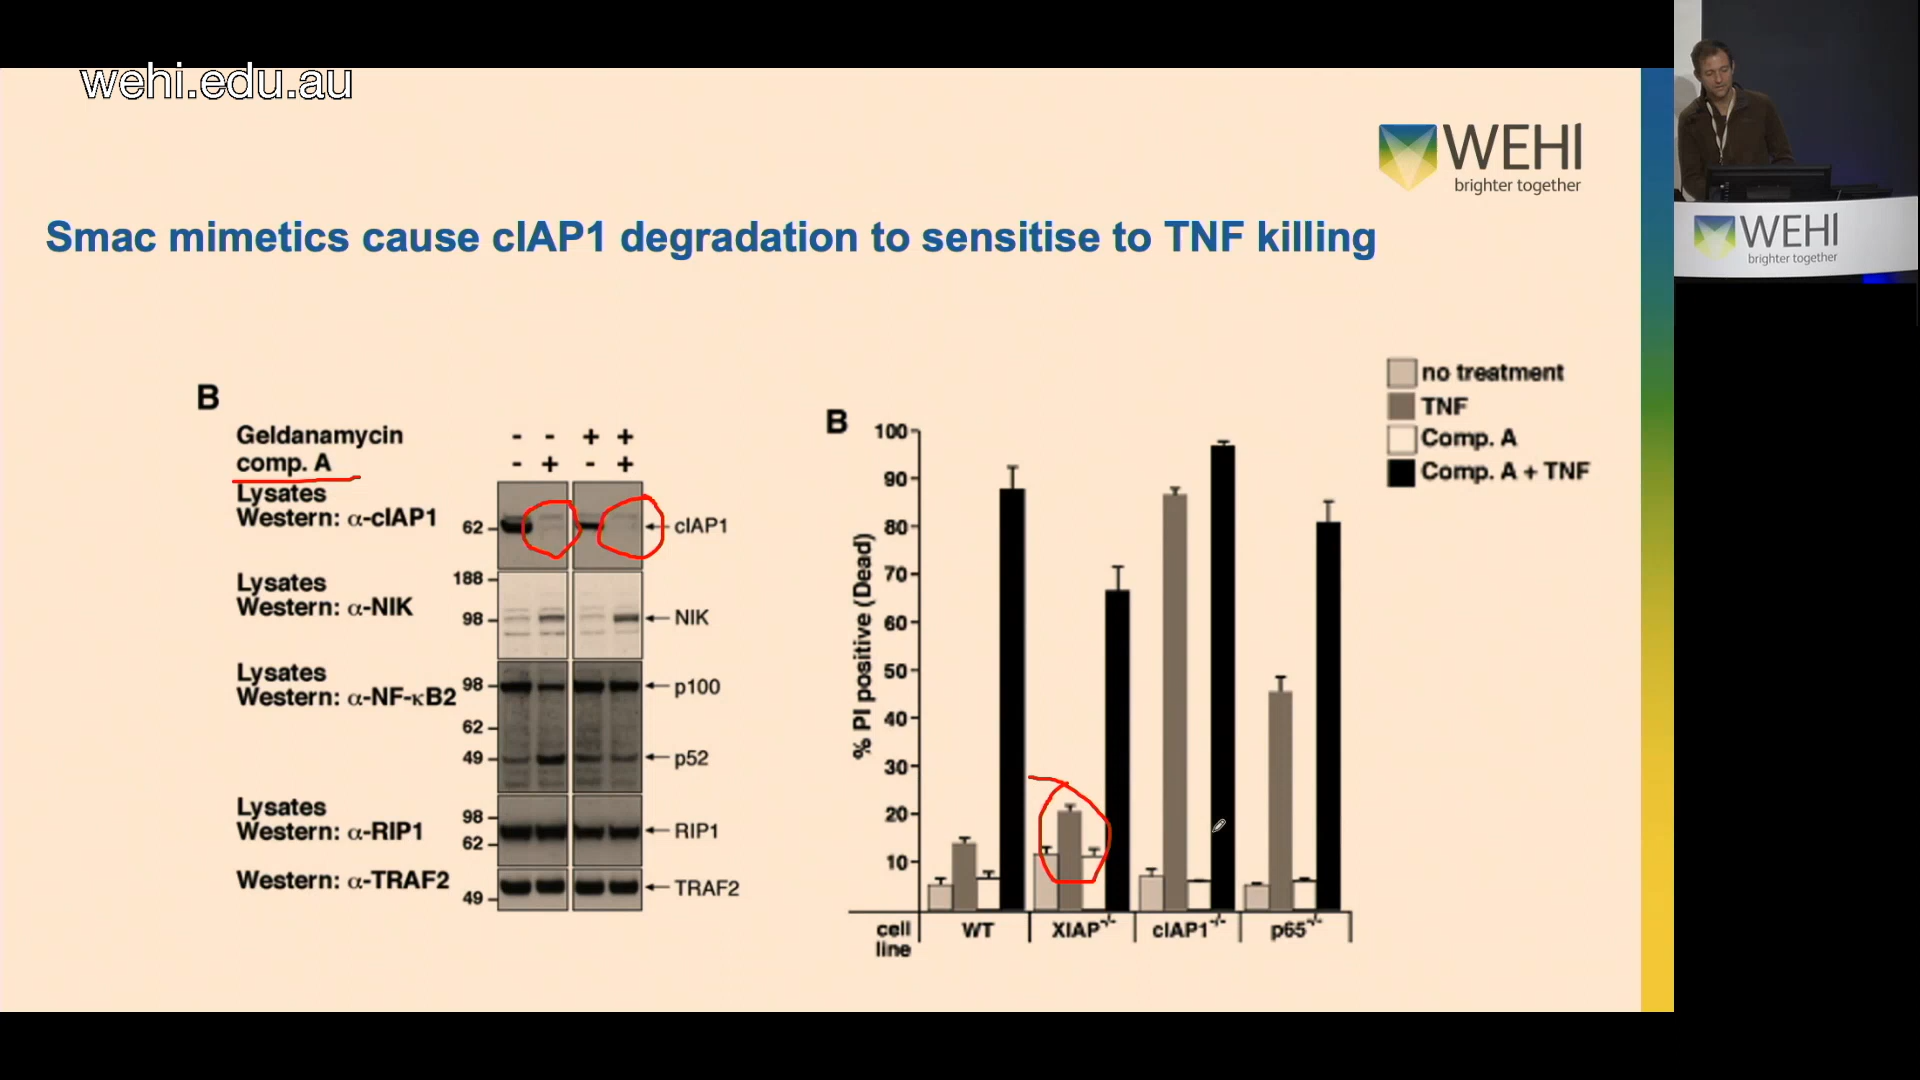 wehi.edu.au
WEHI
brighter together
Smac mimetics cause cIAP1 degradation to sensitise to TNF killing
B
Geldanamycin - - + +
comp. A - + - +
Lysates
Western: α-cIAP1
62
cIAP1
Lysates
Western: α-NIK
188
98
NIK
Lysates
Western: α-NF-κB2
98
62
49
p100
p52
Lysates
Western: α-RIP1
98
62
RIP1
Western: α-TRAF2
49
TRAF2
B
no treatment
TNF
Comp. A
Comp. A + TNF
% PI positive (Dead)
100
90
80
70
60
50
40
30
20
10
cell
line
WT
XIAP-/-
cIAP1-/-
p65-/-
WEHI
brighter together